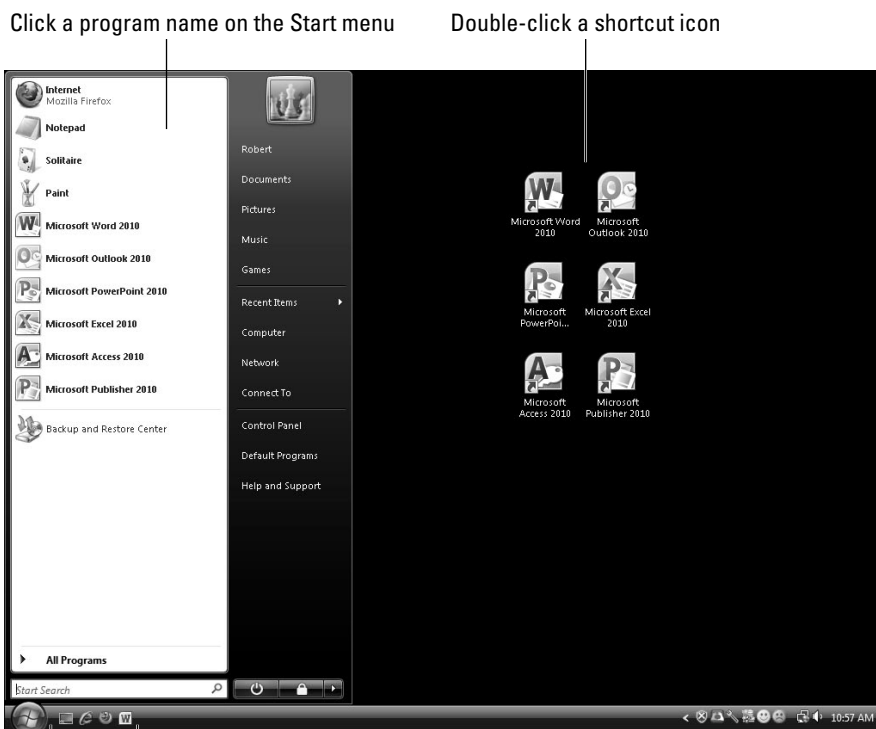 Click a program name on the Start menu
Double-click a shortcut icon
Internet
Mozilla Firefox
Notepad
Solitaire
Paint
Microsoft Word 2010
Microsoft Outlook 2010
Microsoft PowerPoint 2010
Microsoft Excel 2010
Microsoft Access 2010
Microsoft Publisher 2010
Backup and Restore Center
All Programs
Start Search
Robert
Documents
Pictures
Music
Games
Recent Items
Computer
Network
Connect To
Control Panel
Default Programs
Help and Support
Microsoft Word
2010
Microsoft
Outlook 2010
Microsoft
PowerPoi...
Microsoft Excel
2010
Microsoft
Access 2010
Microsoft
Publisher 2010
10:57 AM